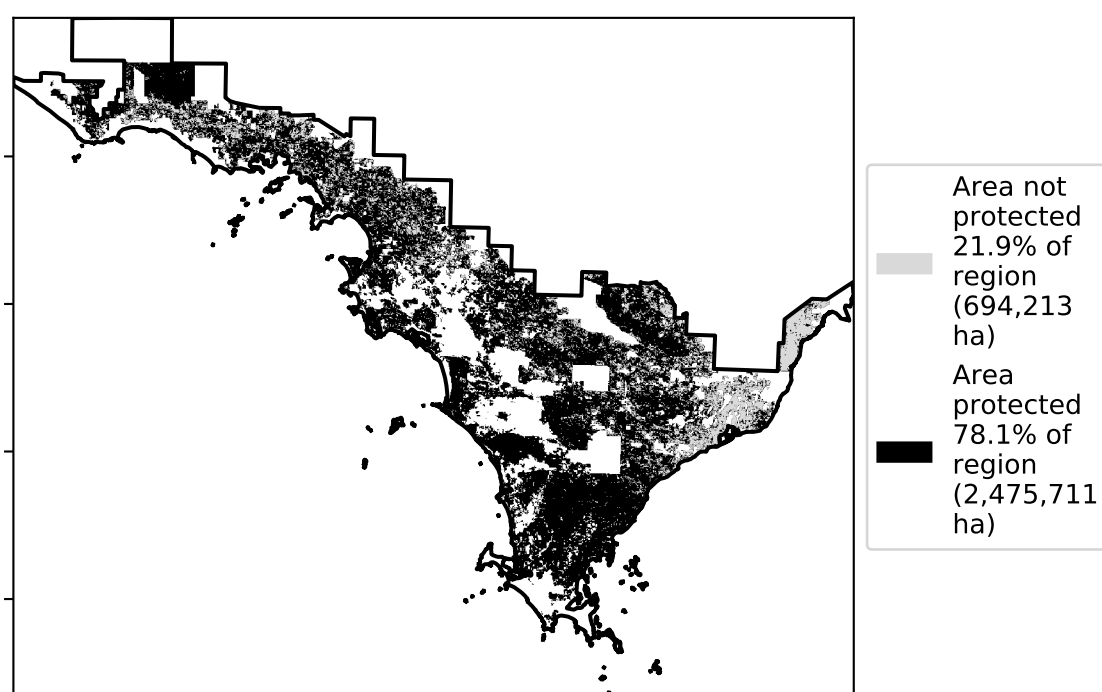 Area not
protected
21.9% of
region
(694,213
ha)
Area
protected
78.1% of
region
(2,475,711
ha)